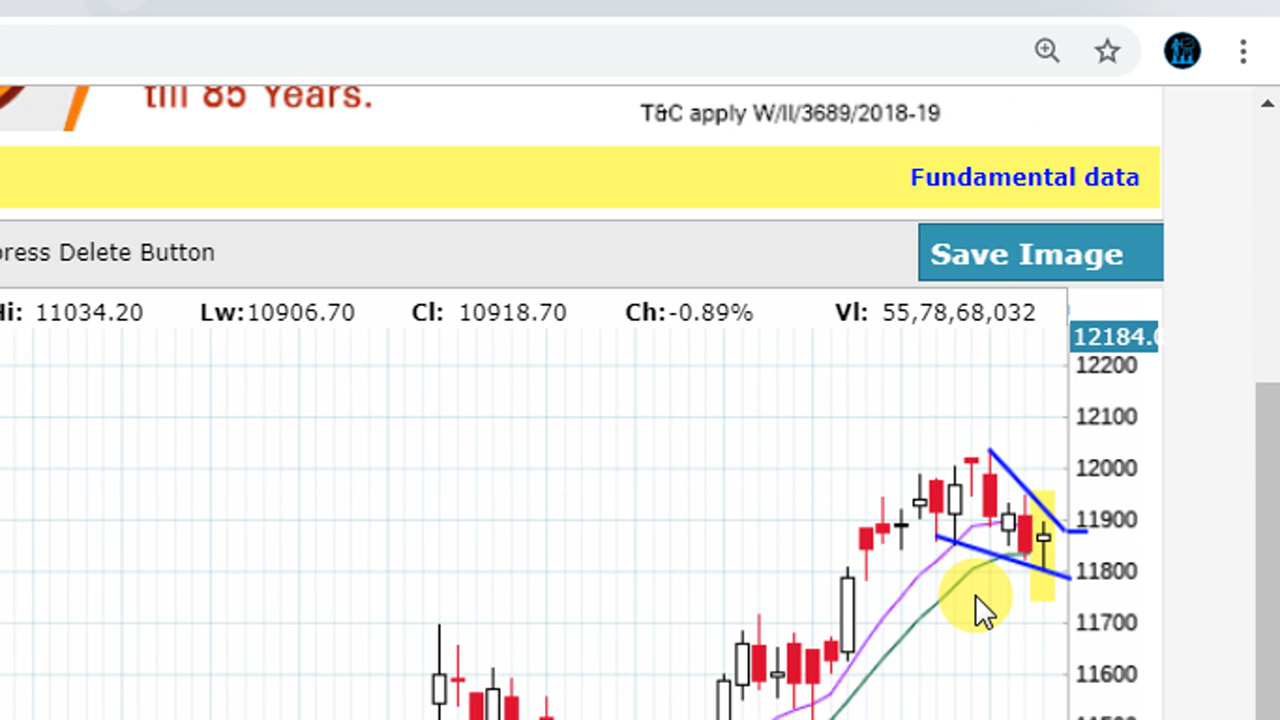 till 85 Years.
T&C apply W/II/3689/2018-19
Fundamental data
press Delete Button
Save Image
Hi: 11034.20 Lw:10906.70 Cl: 10918.70 Ch:-0.89% Vl: 55,78,68,032
12184.0
12200
12100
12000
11900
11800
11700
11600